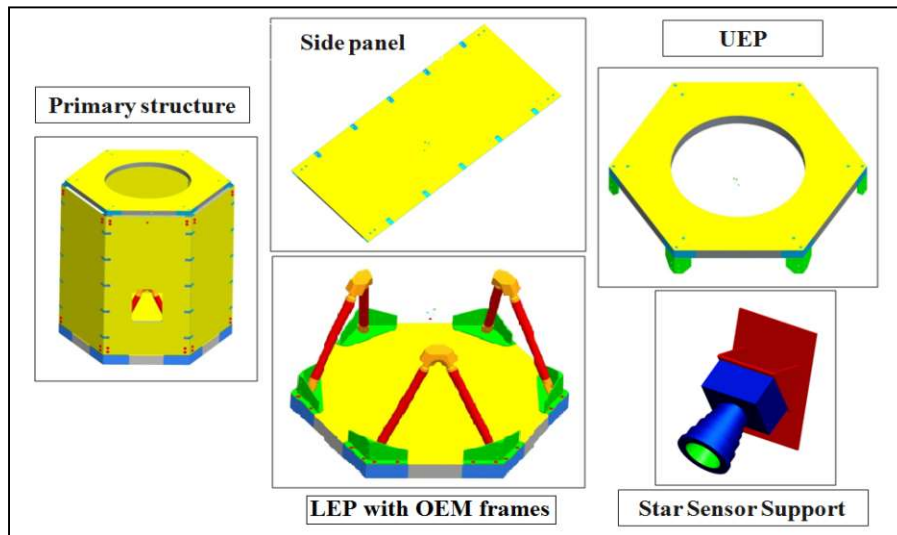 Side panel
UEP
Primary structure
LEP with OEM frames
Star Sensor Support